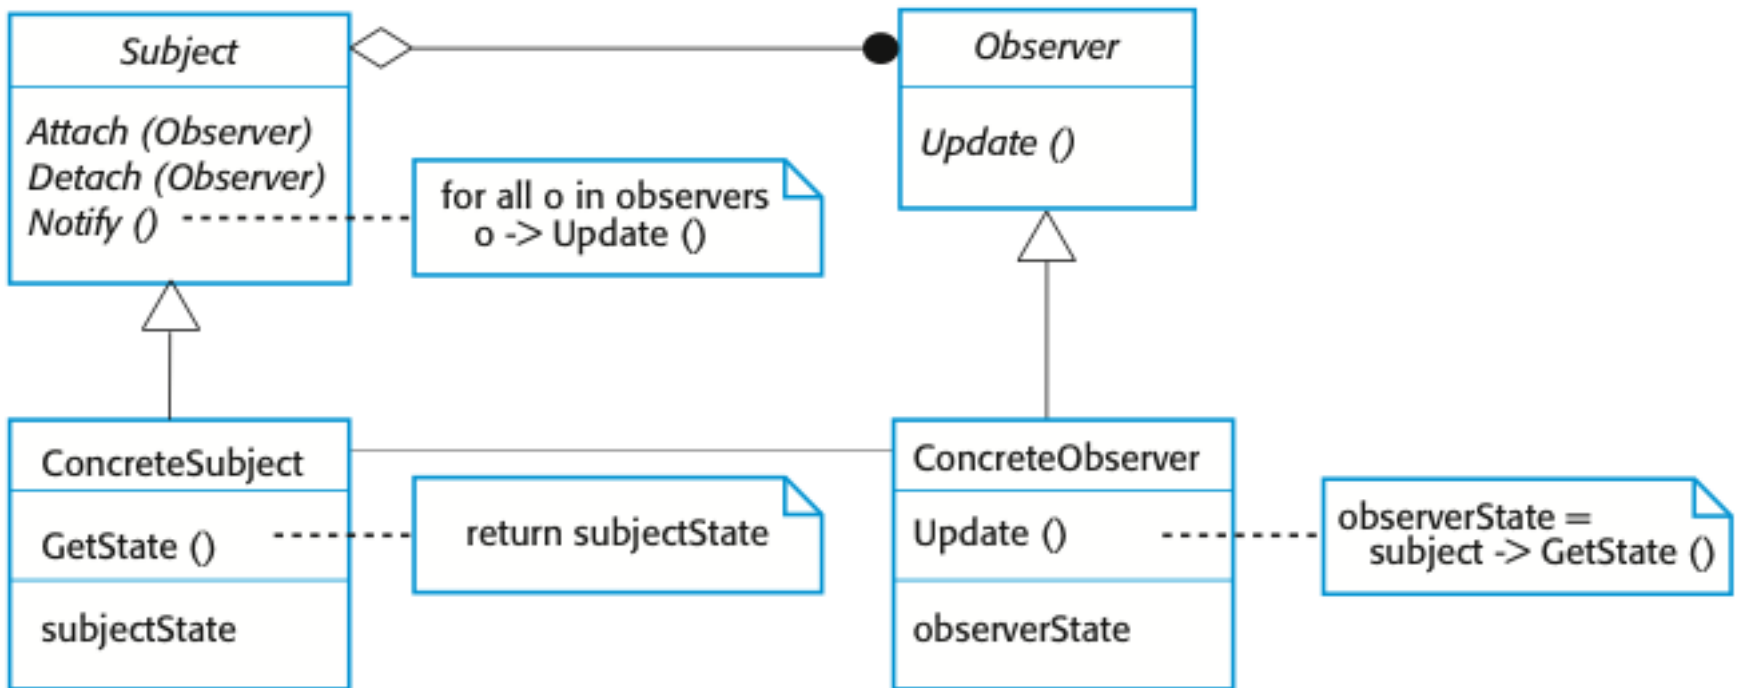 Subject
Attach (Observer)
Detach (Observer)
Notify ()
for all o in observers
o -> Update ()
Observer
Update ()
ConcreteSubject
GetState ()
subjectState
return subjectState
ConcreteObserver
Update ()
observerState
observerState =
subject -> GetState ()